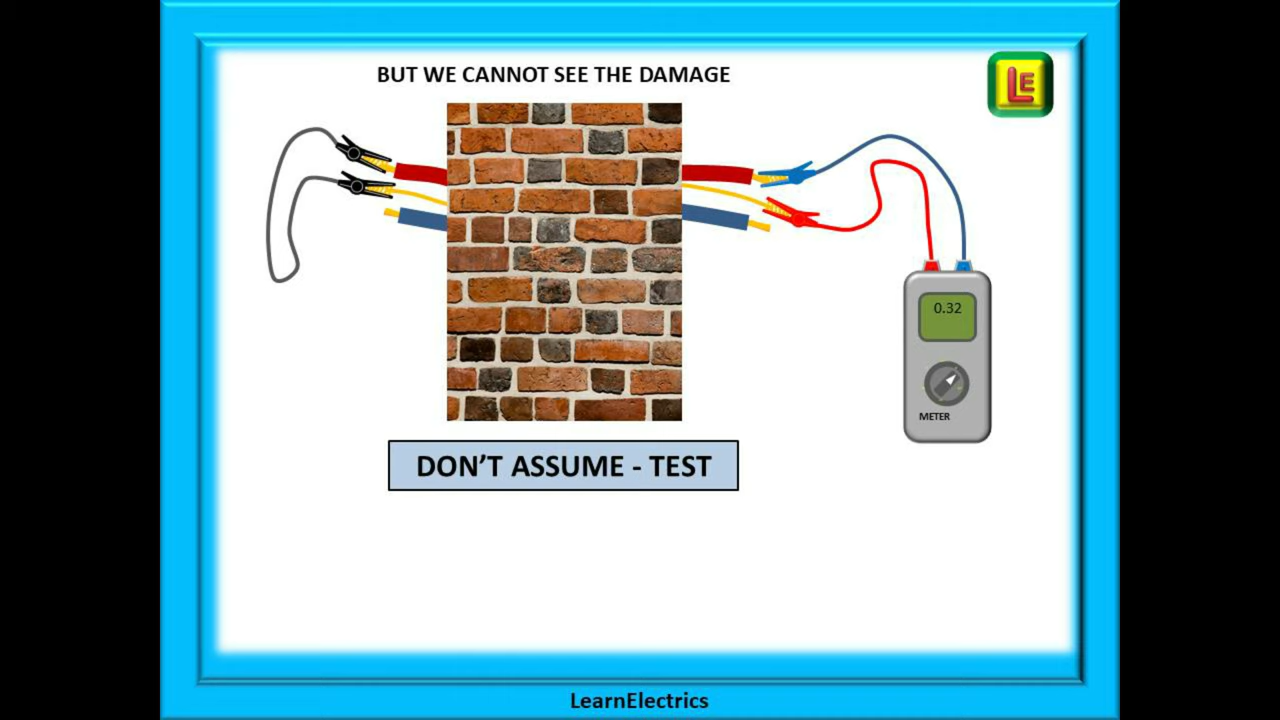 BUT WE CANNOT SEE THE DAMAGE
LE
0.32
METER
DON'T ASSUME - TEST
LearnElectrics